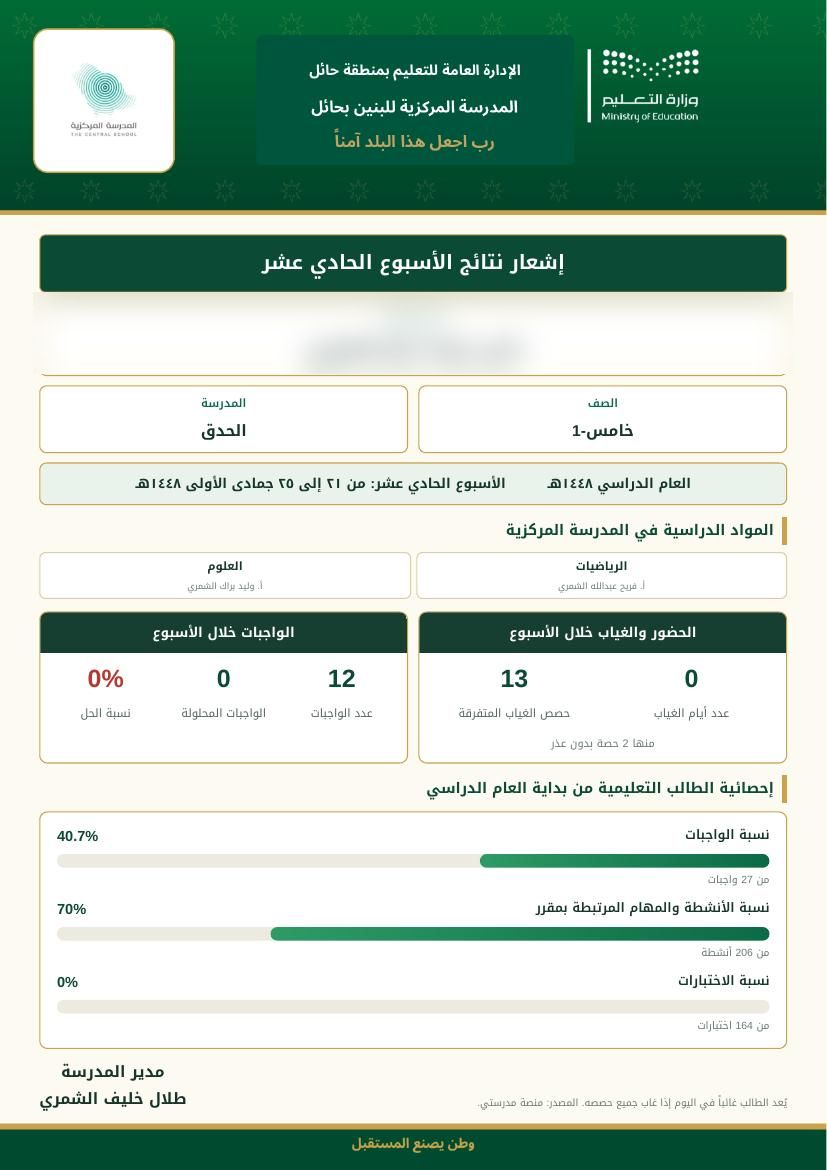 الإدارة العامة للتعليم بمنطقة حائل
المدرسة المركزية للبنين بحائل
رب اجعل هذا البلد آمناً
وزارة التعـــليم
Ministry of Education
المدرسة المركزية
THE CENTRAL SCHOOL
إشعار نتائج الأسبوع الحادي عشر
الصف
خامس-1
المدرسة
الحدق
العام الدراسي ١٤٤٨هـ
الأسبوع الحادي عشر: من ٢١ إلى ٢٥ جمادى الأولى ١٤٤٨هـ
المواد الدراسية في المدرسة المركزية
الرياضيات
أ. فريح عبدالله الشمري
العلوم
أ. وليد براك الشمري
الحضور والغياب خلال الأسبوع
0
عدد أيام الغياب
13
حصص الغياب المتفرقة
منها 2 حصة بدون عذر
الواجبات خلال الأسبوع
12
عدد الواجبات
0
الواجبات المحلولة
0%
نسبة الحل
إحصائية الطالب التعليمية من بداية العام الدراسي
نسبة الواجبات
40.7%
من 27 واجبات
نسبة الأنشطة والمهام المرتبطة بمقرر
70%
من 206 أنشطة
نسبة الاختبارات
0%
من 164 اختبارات
مدير المدرسة
طلال خليف الشمري
يُعد الطالب غائباً في اليوم إذا غاب جميع حصصه. المصدر: منصة مدرستي.
وطن يصنع المستقبل